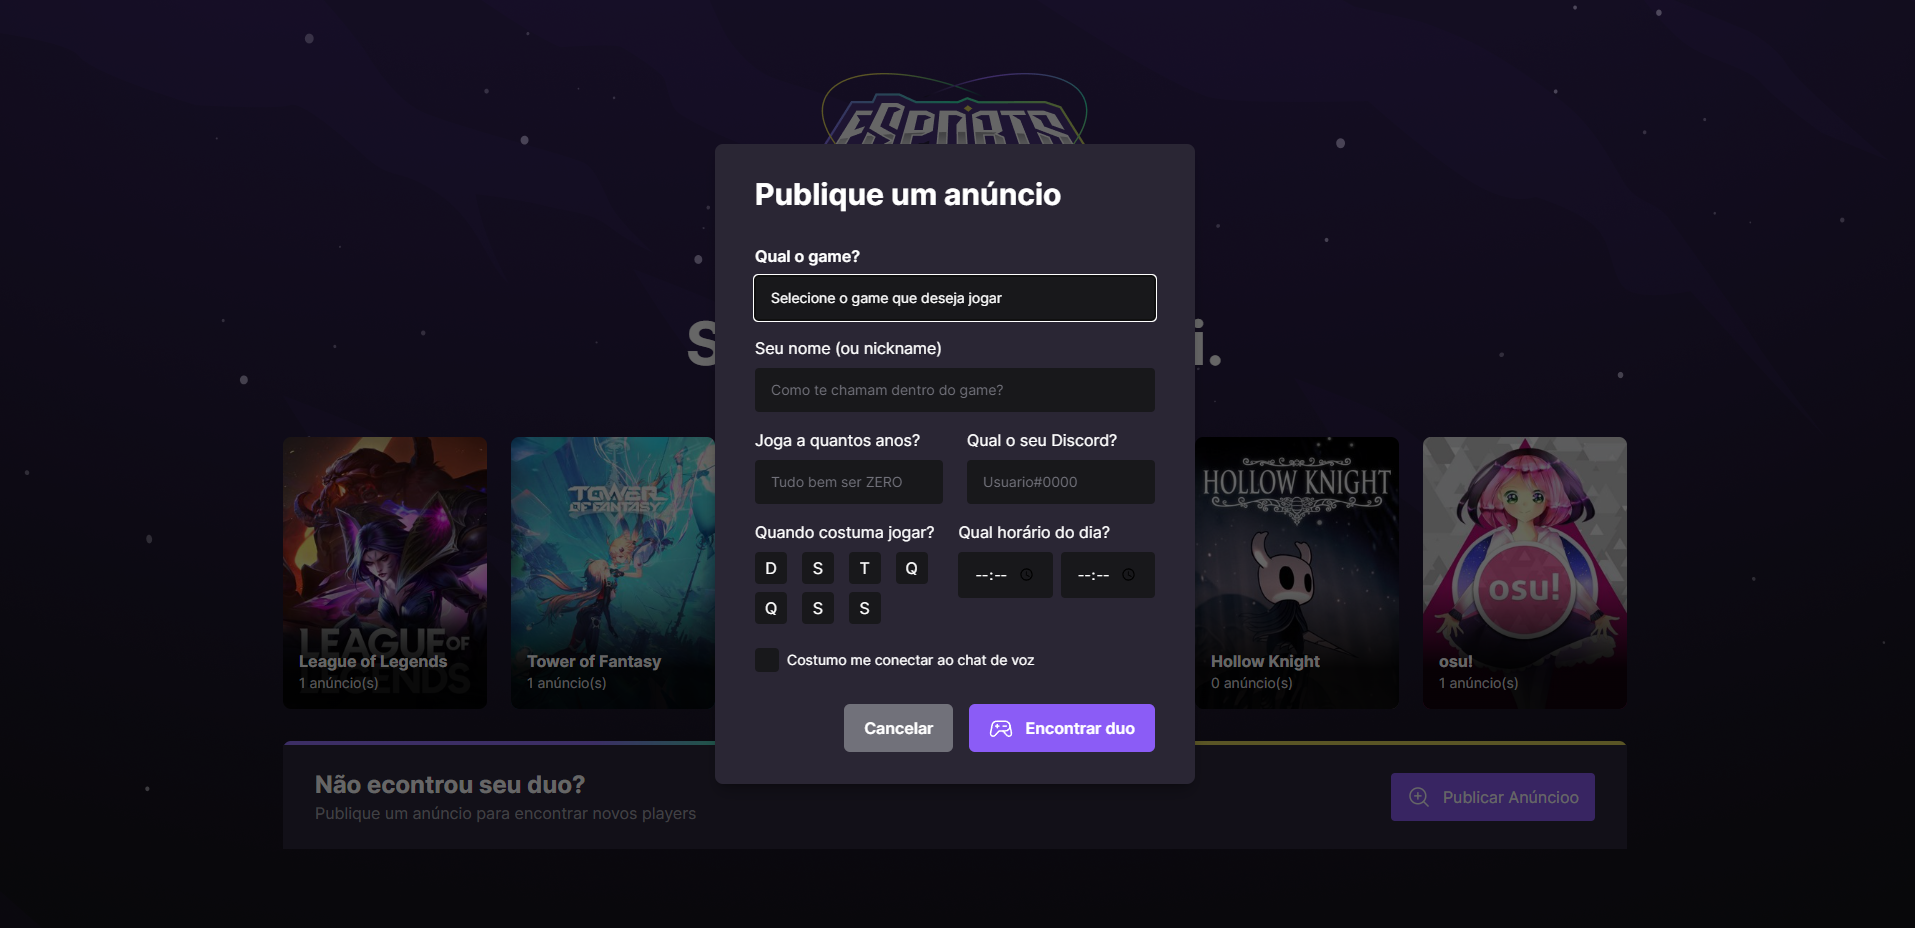 ESPORTS
Publique um anúncio
Qual o game?
Selecione o game que deseja jogar
Seu nome (ou nickname)
Como te chamam dentro do game?
Joga a quantos anos? Qual o seu Discord?
Tudo bem ser ZERO Usuario#0000
Quando costuma jogar? Qual horário do dia?
D S T Q --:-- --:--
Q S S
Costumo me conectar ao chat de voz
Cancelar Encontrar duo
S i.
LEAGUE OF
LEGENDS
League of Legends
1 anúncio(s)
TOWER
OF FANTASY
Tower of Fantasy
1 anúncio(s)
HOLLOW KNIGHT
Hollow Knight
0 anúncio(s)
osu!
osu!
1 anúncio(s)
Não econtrou seu duo?
Publique um anúncio para encontrar novos players
Publicar Anúncioo